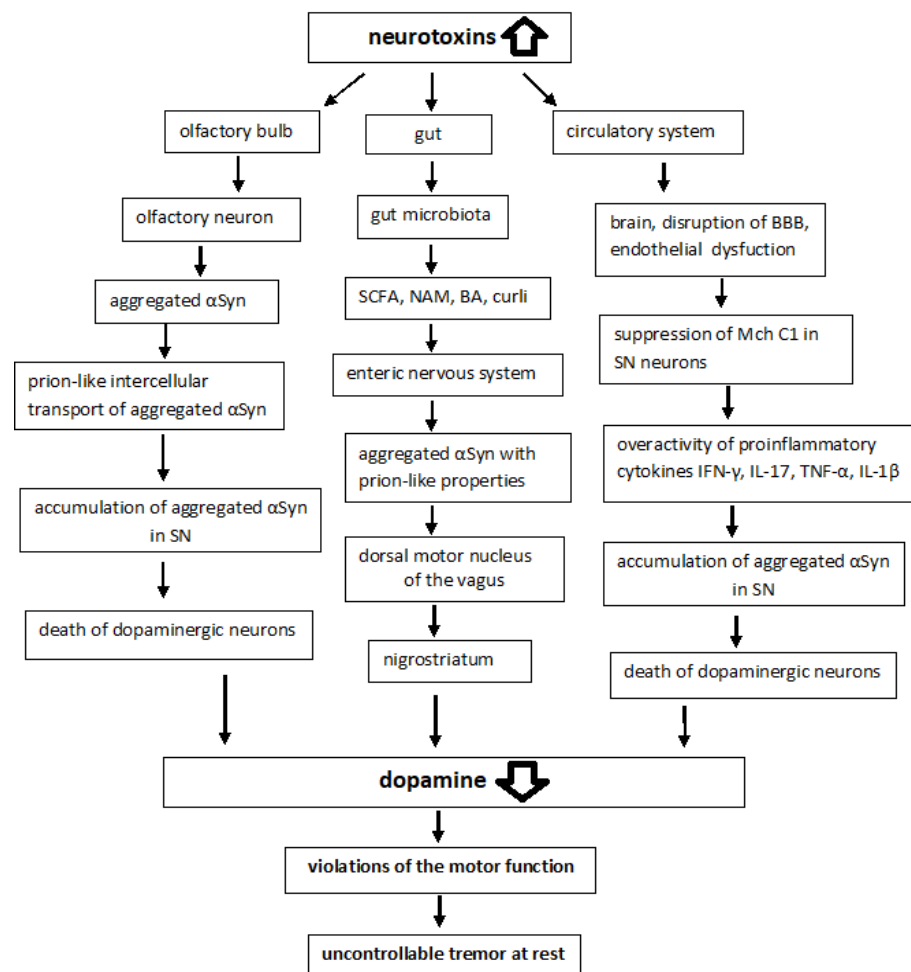 neurotoxins
olfactory bulb
gut
circulatory system
olfactory neuron
gut microbiota
brain, disruption of BBB,
endothelial dysfuction
aggregated αSyn
SCFA, NAM, BA, curli
suppression of Mch C1 in
SN neurons
prion-like intercellular
transport of aggregated αSyn
enteric nervous system
overactivity of proinflammatory
cytokines IFN-γ, IL-17, TNF-α, IL-1β
aggregated αSyn with
prion-like properties
accumulation of aggregated αSyn
in SN
dorsal motor nucleus
of the vagus
accumulation of aggregated αSyn
in SN
death of dopaminergic neurons
nigrostriatum
death of dopaminergic neurons
dopamine
violations of the motor function
uncontrollable tremor at rest